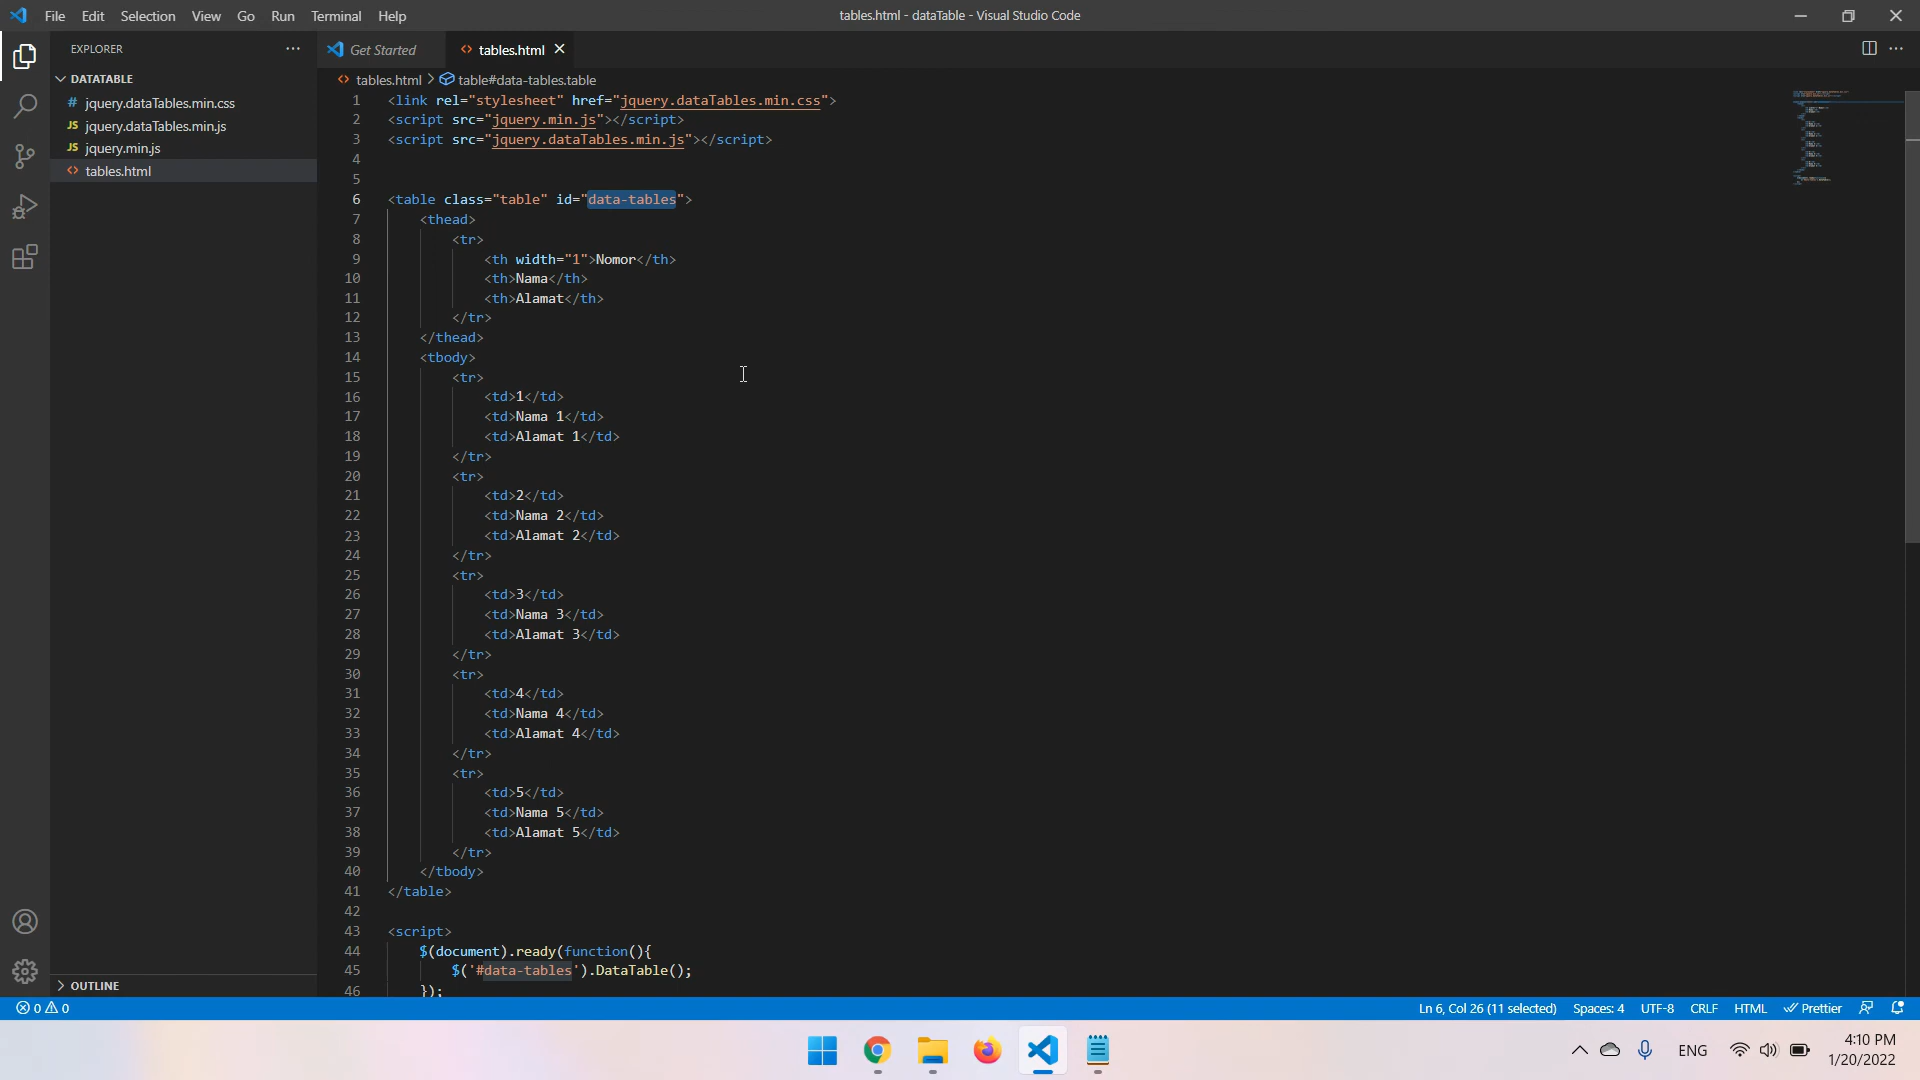 File Edit Selection View Go Run Terminal Help
tables.html - dataTable - Visual Studio Code
EXPLORER
DATATABLE
# jquery.dataTables.min.css
JS jquery.dataTables.min.js
JS jquery.min.js
<> tables.html
OUTLINE
Get Started
<> tables.html
<> tables.html > table#data-tables.table
1 <link rel="stylesheet" href="jquery.dataTables.min.css">
2 <script src="jquery.min.js"></script>
3 <script src="jquery.dataTables.min.js"></script>
4
5
6 <table class="table" id="data-tables">
7 <thead>
8 <tr>
9 <th width="1">Nomor</th>
10 <th>Nama</th>
11 <th>Alamat</th>
12 </tr>
13 </thead>
14 <tbody>
15 <tr>
16 <td>1</td>
17 <td>Nama 1</td>
18 <td>Alamat 1</td>
19 </tr>
20 <tr>
21 <td>2</td>
22 <td>Nama 2</td>
23 <td>Alamat 2</td>
24 </tr>
25 <tr>
26 <td>3</td>
27 <td>Nama 3</td>
28 <td>Alamat 3</td>
29 </tr>
30 <tr>
31 <td>4</td>
32 <td>Nama 4</td>
33 <td>Alamat 4</td>
34 </tr>
35 <tr>
36 <td>5</td>
37 <td>Nama 5</td>
38 <td>Alamat 5</td>
39 </tr>
40 </tbody>
41 </table>
42
43 <script>
44 $(document).ready(function(){
45 $('#data-tables').DataTable();
46 });
0 0
Ln 6, Col 26 (11 selected) Spaces: 4 UTF-8 CRLF HTML Prettier
ENG
4:10 PM
1/20/2022